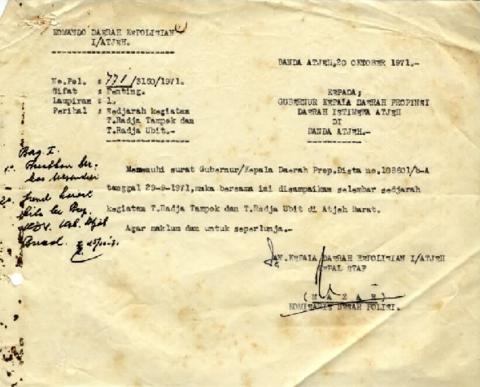 KOMANDO DAERAH KEPOLISIAN
I/ATJEH.
BANDA ATJEH,20 OKTOBER 1971.-
No.Pol. : 771/3160/1971.
Sifat : Penting.
Lampiran : 1.
Perihal : Sedjarah kegiatan
T.Radja Tampok dan
T.Radja Ubit.-
KEPADA;
GUBERNUR KEPALA DAERAH PROPINSI
DAERAH ISTIMEWA ATJEH
DI
BANDA ATJEH.-
Bag I.
Memenuhi surat Gubernur/Kepala Daerah Prop.Dista no.108601/5-A
tanggal 29-9-1971,maka bersama ini disampaikan selembar sedjarah
kegiatan T.Radja Tampok dan T.Radja Ubit di Atjeh Barat.
Agar maklum dan untuk seperlunja.-
AN.KEPALA DAERAH KEPOLISIAN I/ATJEH
KEPALA STAF
KOMISARIS BESAR POLISI.